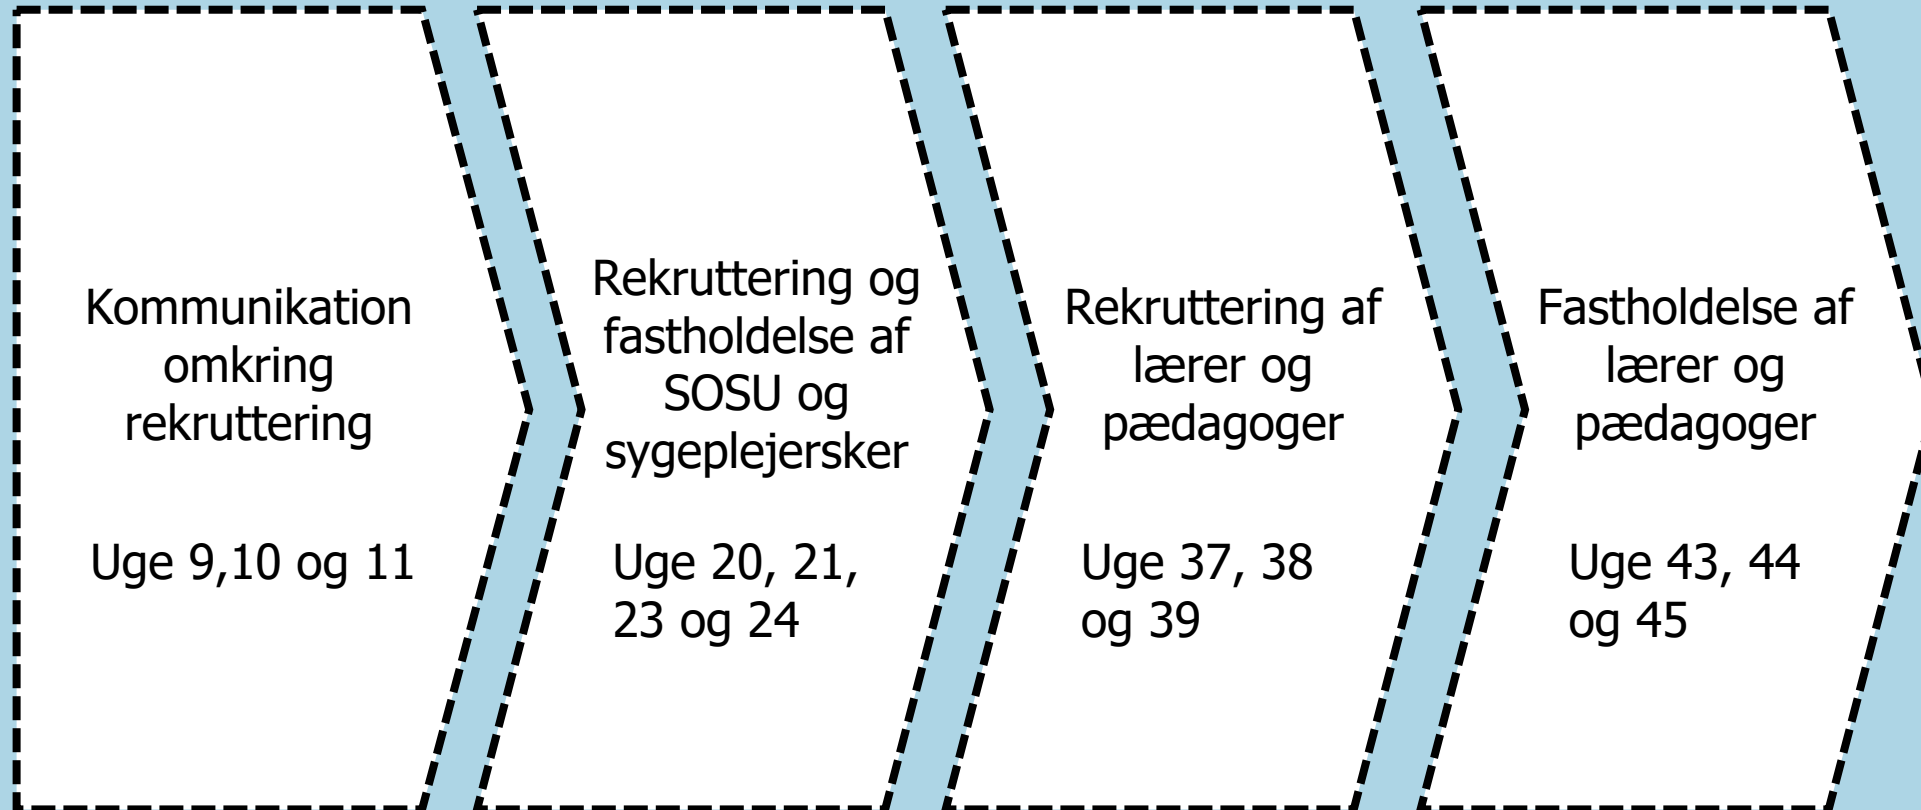 Kommunikation
omkring
rekruttering
Uge 9,10 og 11
Rekruttering og
fastholdelse af
SOSU og
sygeplejersker
Uge 20, 21,
23 og 24
Rekruttering af
lærer og
pædagoger
Uge 37, 38
og 39
Fastholdelse af
lærer og
pædagoger
Uge 43, 44
og 45